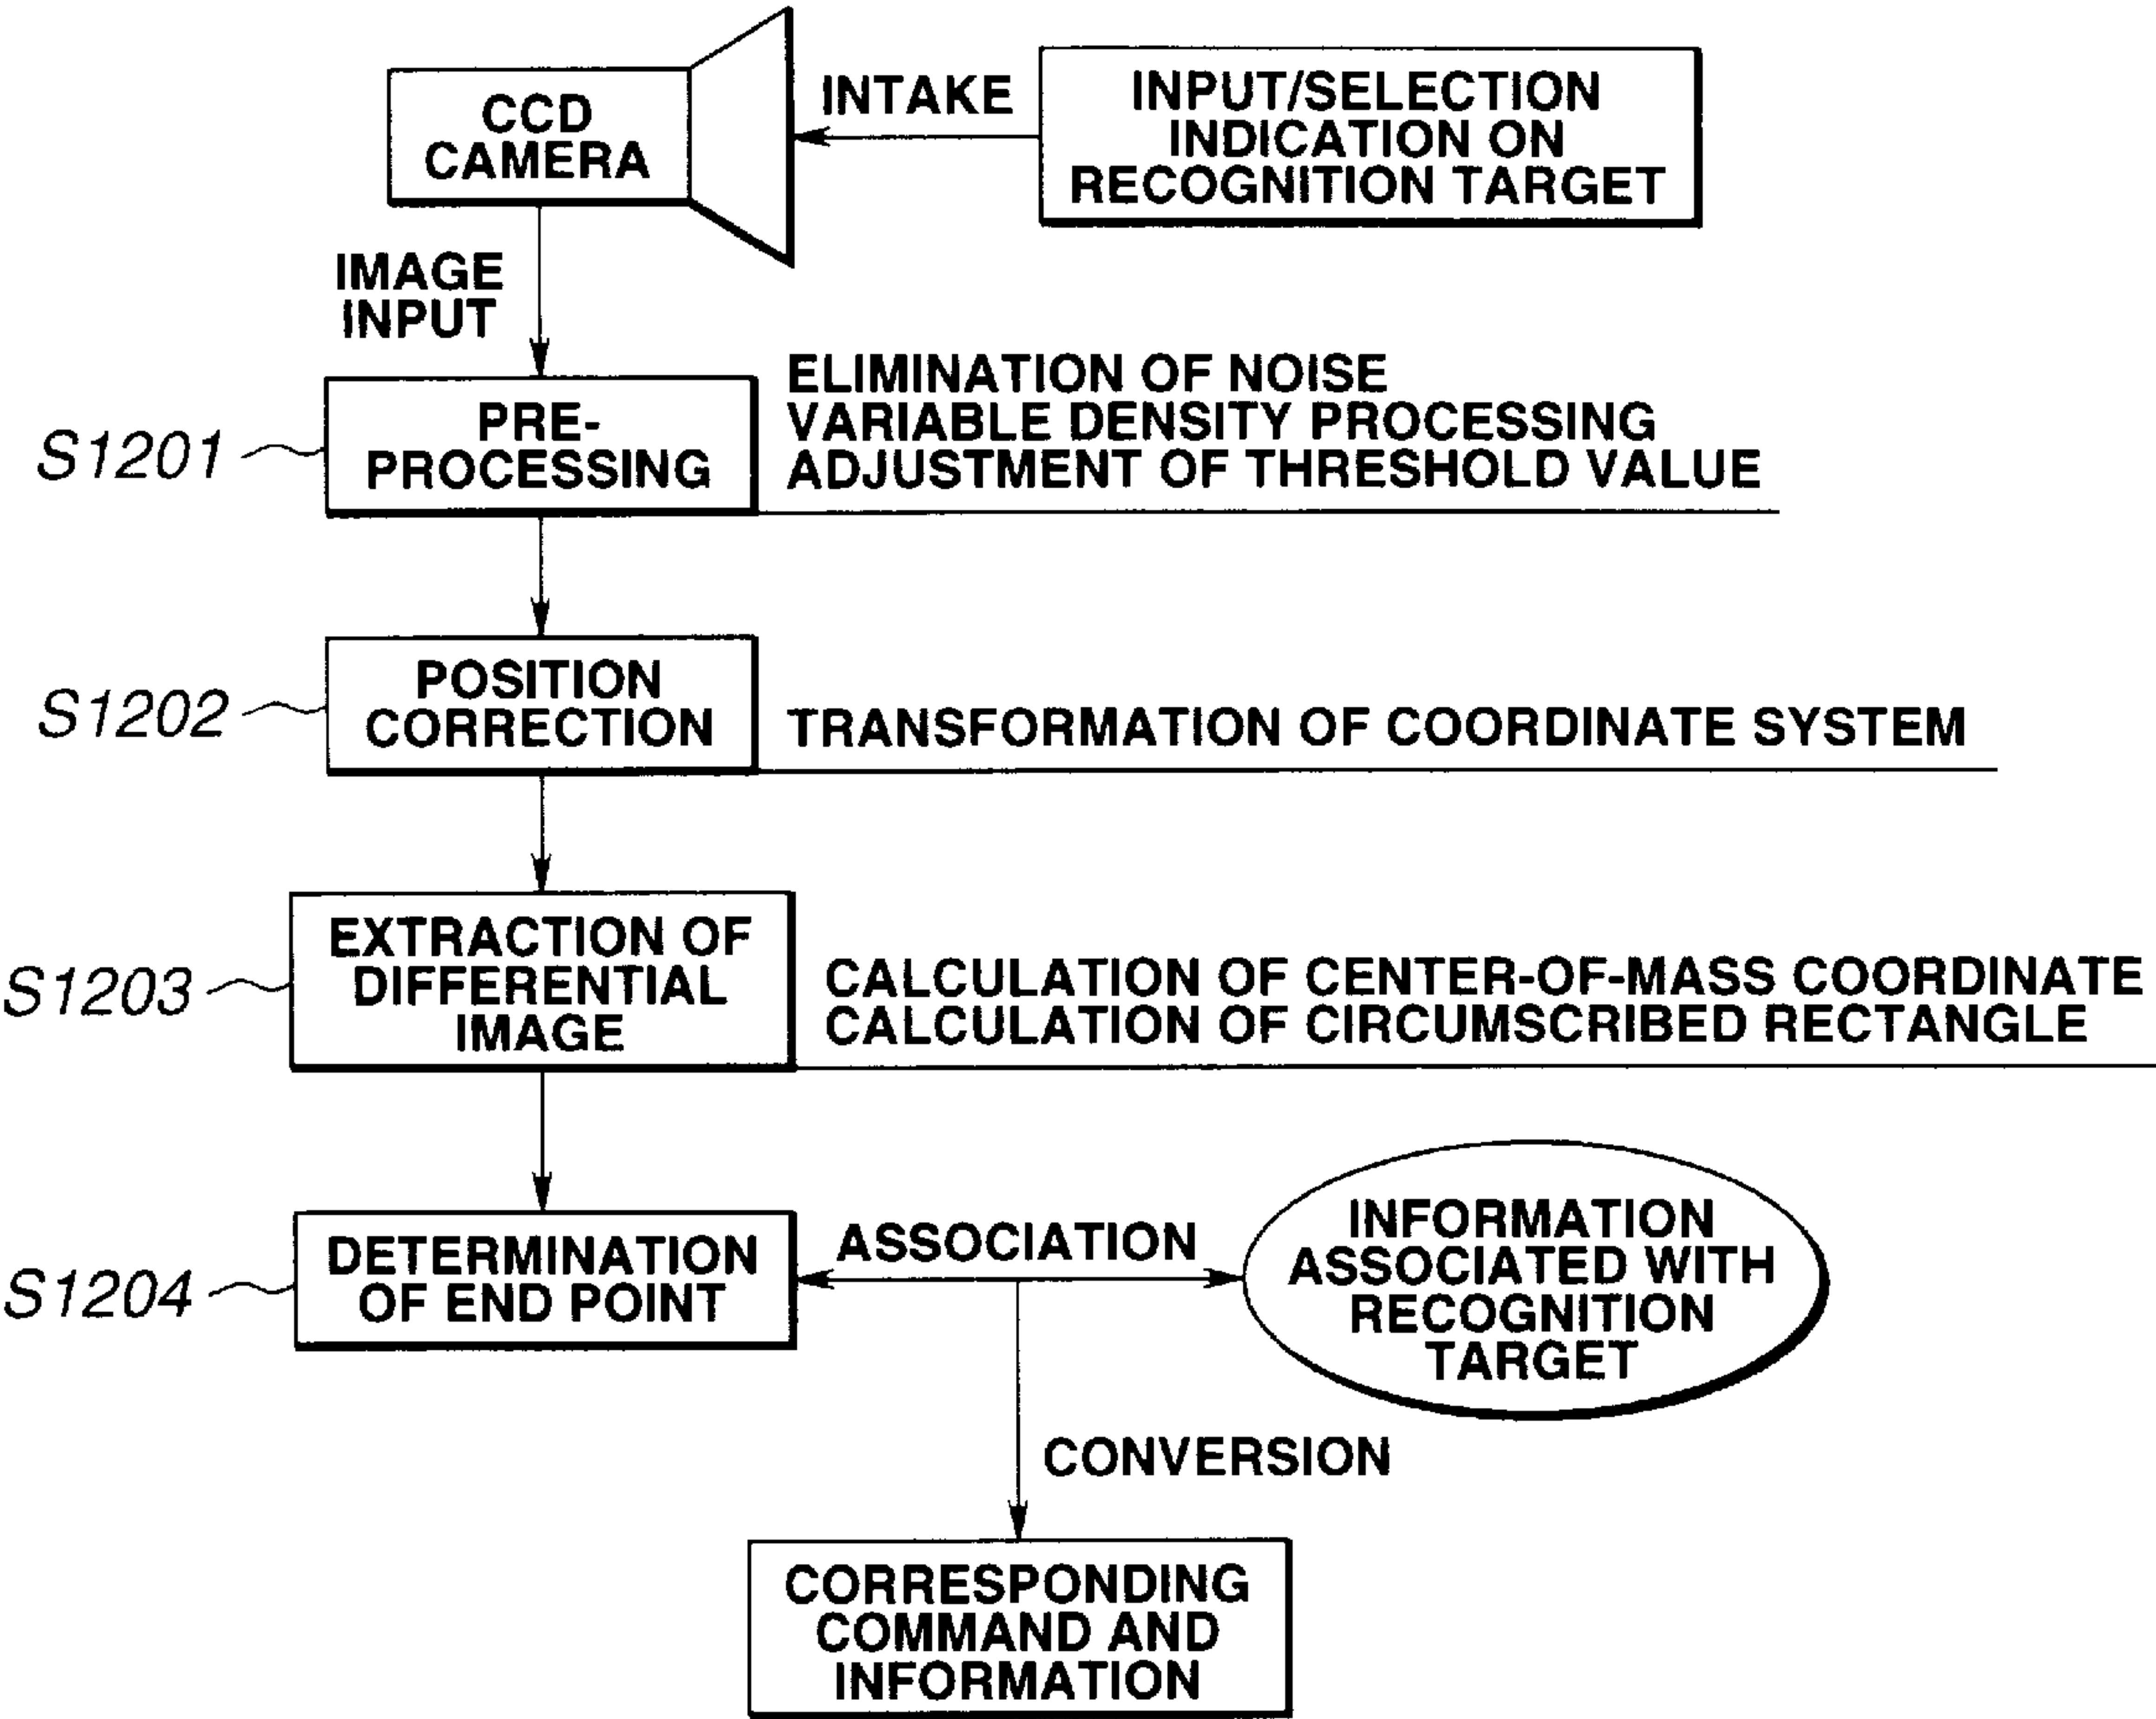 CCD
CAMERA
INTAKE
INPUT/SELECTION
INDICATION ON
RECOGNITION TARGET
IMAGE
INPUT
S1201
PRE-
PROCESSING
ELIMINATION OF NOISE
VARIABLE DENSITY PROCESSING
ADJUSTMENT OF THRESHOLD VALUE
S1202
POSITION
CORRECTION
TRANSFORMATION OF COORDINATE SYSTEM
S1203
EXTRACTION OF
DIFFERENTIAL
IMAGE
CALCULATION OF CENTER-OF-MASS COORDINATE
CALCULATION OF CIRCUMSCRIBED RECTANGLE
S1204
DETERMINATION
OF END POINT
ASSOCIATION
INFORMATION
ASSOCIATED WITH
RECOGNITION
TARGET
CONVERSION
CORRESPONDING
COMMAND AND
INFORMATION